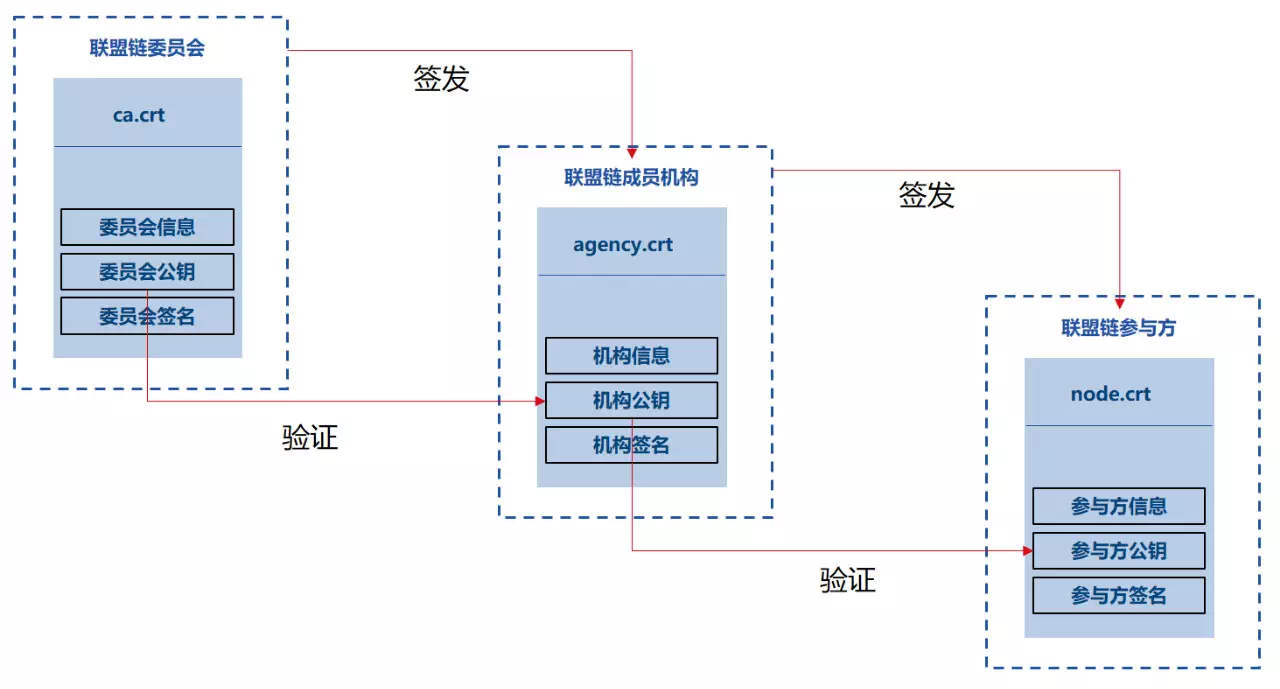 联盟链委员会
ca.crt
委员会信息
委员会公钥
委员会签名
签发
验证
联盟链成员机构
agency.crt
机构信息
机构公钥
机构签名
签发
验证
联盟链参与方
node.crt
参与方信息
参与方公钥
参与方签名